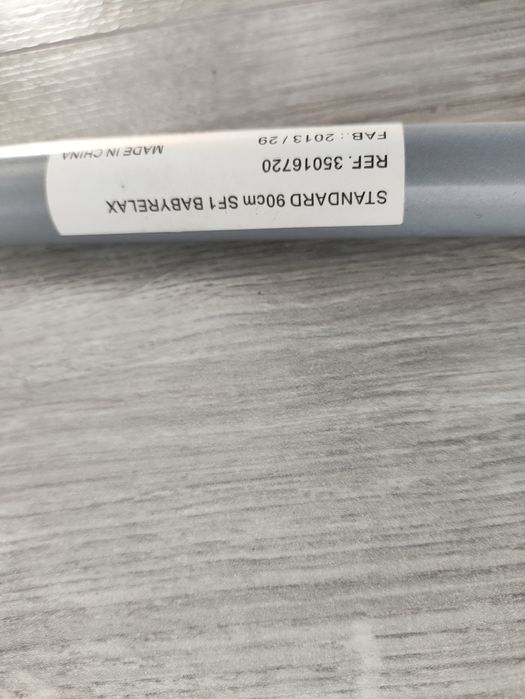 STANDARD 90cm SF1 BABYRELAX
REF. 35016720
FAB.: 2013 / 29 MADE IN CHINA